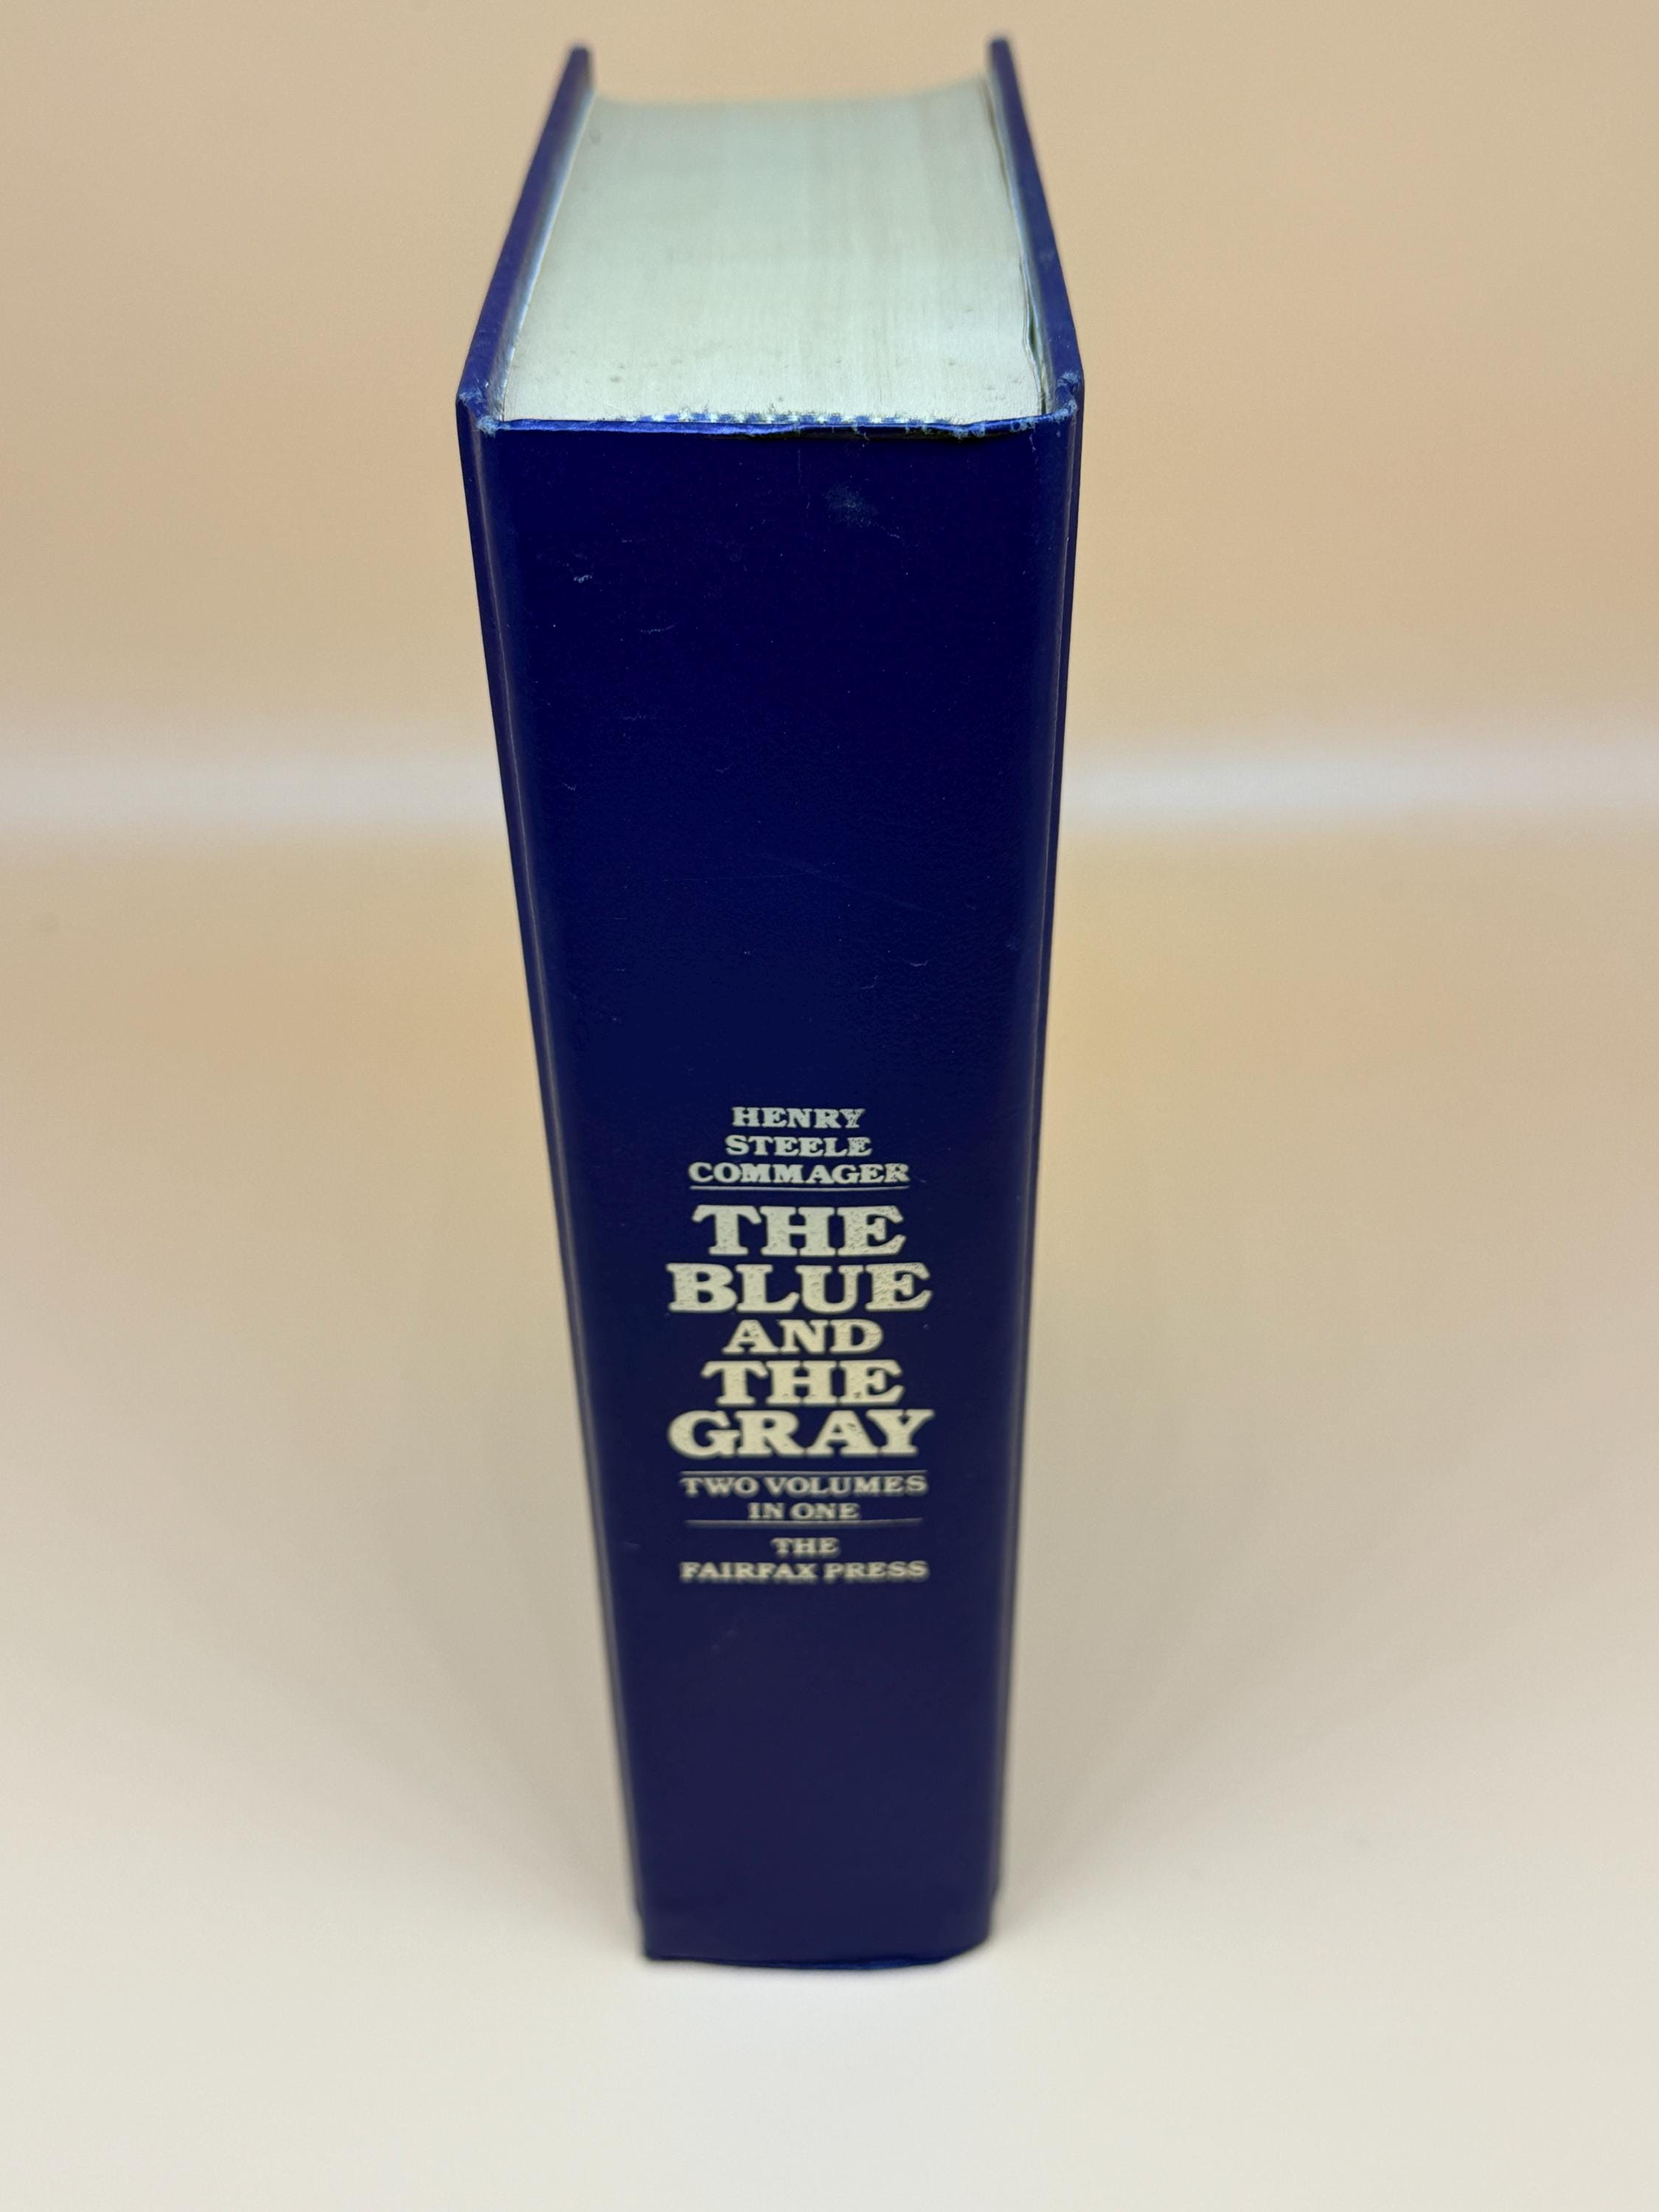 HENRY
STEELE
COMMAGER
THE
BLUE
AND
THE
GRAY
TWO VOLUMES
IN ONE
THE
FAIRFAX PRESS